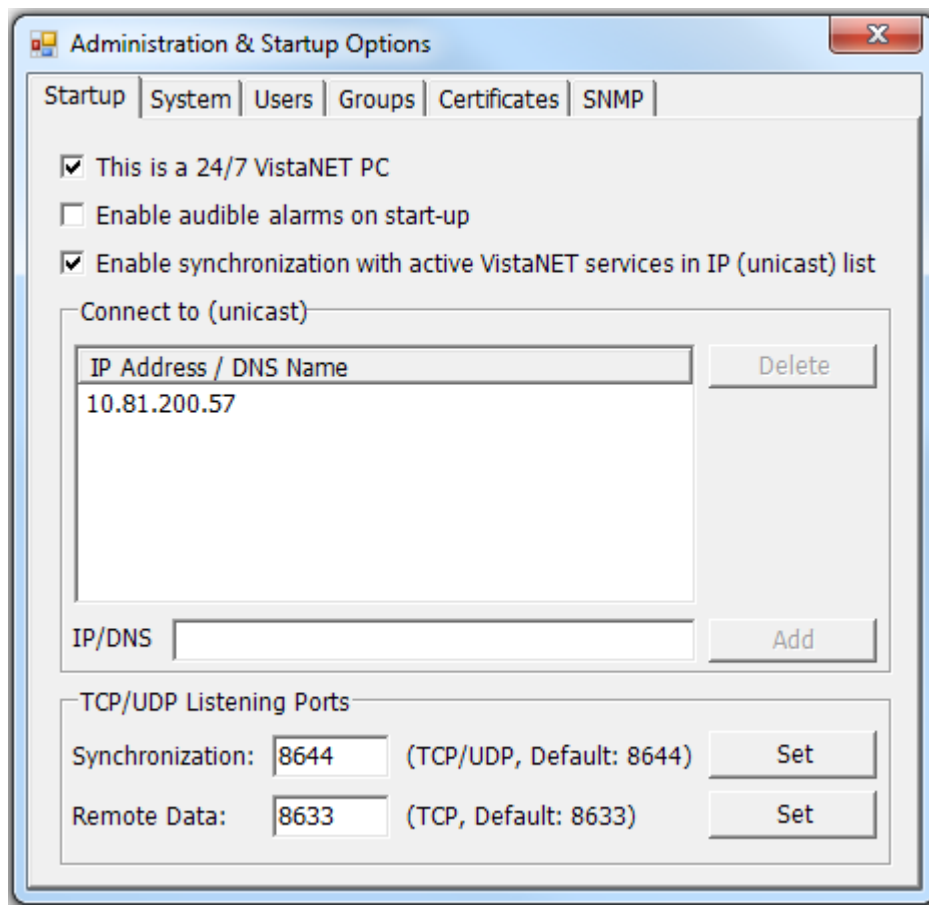 Administration & Startup Options
Startup System Users Groups Certificates SNMP
This is a 24/7 VistaNET PC
Enable audible alarms on start-up
Enable synchronization with active VistaNET services in IP (unicast) list
Connect to (unicast)
IP Address / DNS Name Delete
10.81.200.57
IP/DNS Add
TCP/UDP Listening Ports
Synchronization: 8644 (TCP/UDP, Default: 8644) Set
Remote Data: 8633 (TCP, Default: 8633) Set